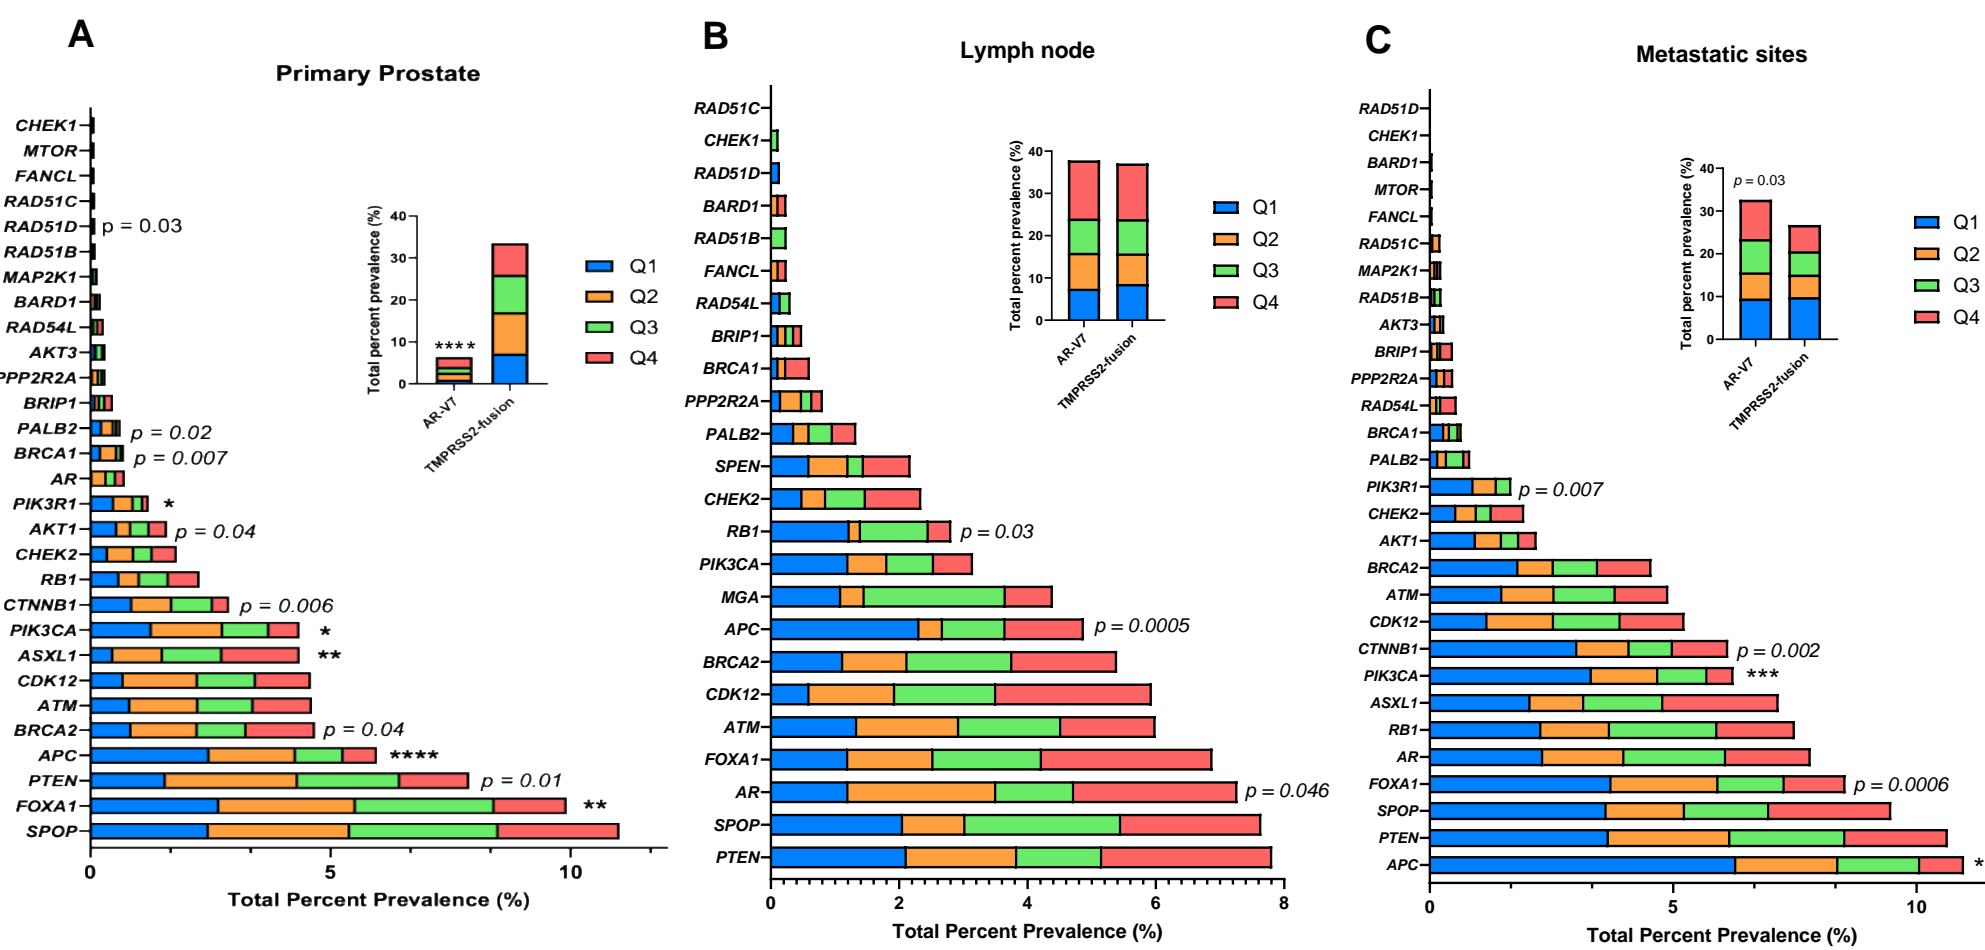 A
Primary Prostate
CHEK1
MTOR
FANCL
RAD51C
RAD51D p = 0.03
RAD51B
MAP2K1
BARD1
RAD54L
AKT3
PPP2R2A
BRIP1
PALB2 p = 0.02
BRCA1 p = 0.007
AR
PIK3R1 *
AKT1 p = 0.04
CHEK2
RB1
CTNNB1 p = 0.006
PIK3CA *
ASXL1 **
CDK12
ATM
BRCA2 p = 0.04
APC ****
PTEN p = 0.01
FOXA1 **
SPOP
0 5 10
Total Percent Prevalence (%)
Total percent prevalence (%)
40
30
20
10
0
****
AR-V7
TMPRSS2-fusion
Q1
Q2
Q3
Q4
B
Lymph node
RAD51C
CHEK1
RAD51D
BARD1
RAD51B
FANCL
RAD54L
BRIP1
BRCA1
PPP2R2A
PALB2
SPEN
CHEK2
RB1 p = 0.03
PIK3CA
MGA
APC p = 0.0005
BRCA2
CDK12
ATM
FOXA1
AR p = 0.046
SPOP
PTEN
0 2 4 6 8
Total Percent Prevalence (%)
Total percent prevalence (%)
40
30
20
10
0
AR-V7
TMPRSS2-fusion
Q1
Q2
Q3
Q4
C
Metastatic sites
RAD51D
CHEK1
BARD1
MTOR
FANCL
RAD51C
MAP2K1
RAD51B
AKT3
BRIP1
PPP2R2A
RAD54L
BRCA1
PALB2
PIK3R1 p = 0.007
CHEK2
AKT1
BRCA2
ATM
CDK12
CTNNB1 p = 0.002
PIK3CA ***
ASXL1
RB1
AR
FOXA1 p = 0.0006
SPOP
PTEN
APC *
0 5 10
Total Percent Prevalence (%)
Total percent prevalence (%)
40
30
20
10
0
p = 0.03
AR-V7
TMPRSS2-fusion
Q1
Q2
Q3
Q4